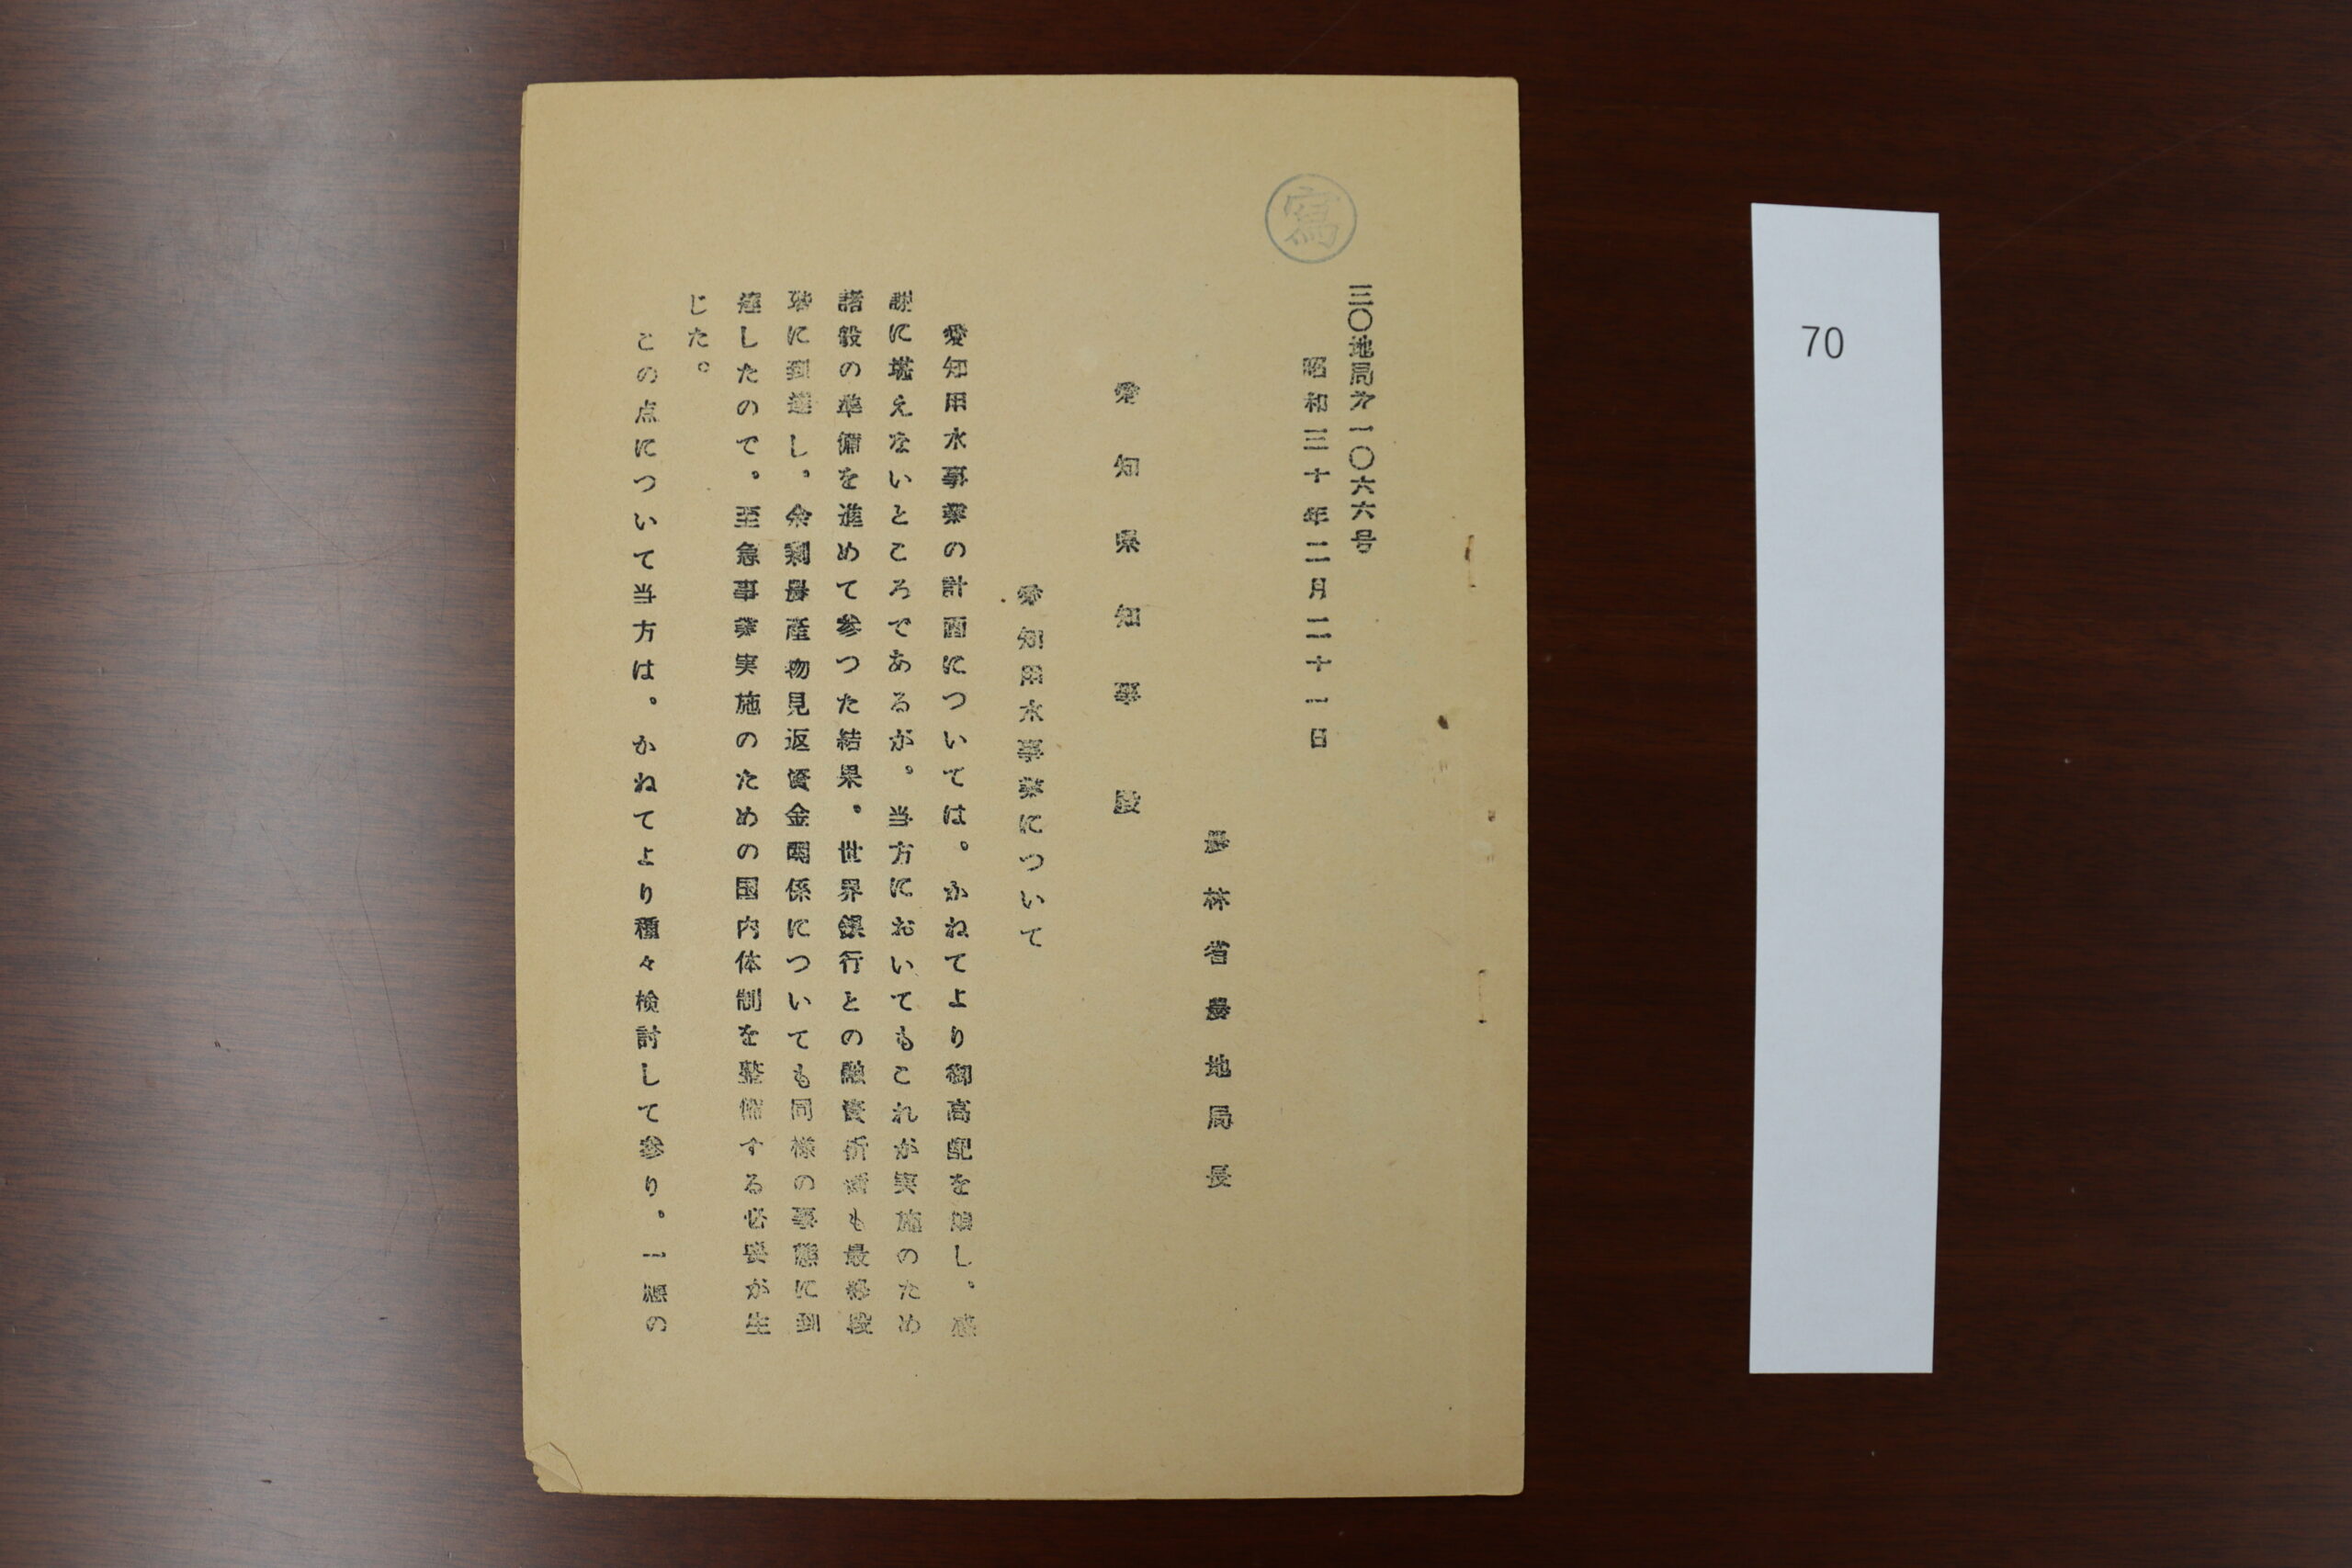 寫
三〇地局才一〇六六号
昭和三十年二月二十一日
農林省農地局長
愛知県知事殿
愛知用水事業について
愛知用水事業の計画については。かねてより御高配を煩し。感
謝に堪えないところであるが。当方においてもこれが実施のため
諸般の準備を進めて参つた結果。世界銀行との融資折衝も最終段
階に到達し。余剰農産物見返資金関係についても同様の事態に到
達したので。至急事業実施のための国内体制を整備する必要が生
じた。
この点について当方は。かねてより種々検討して参り。一応の
70